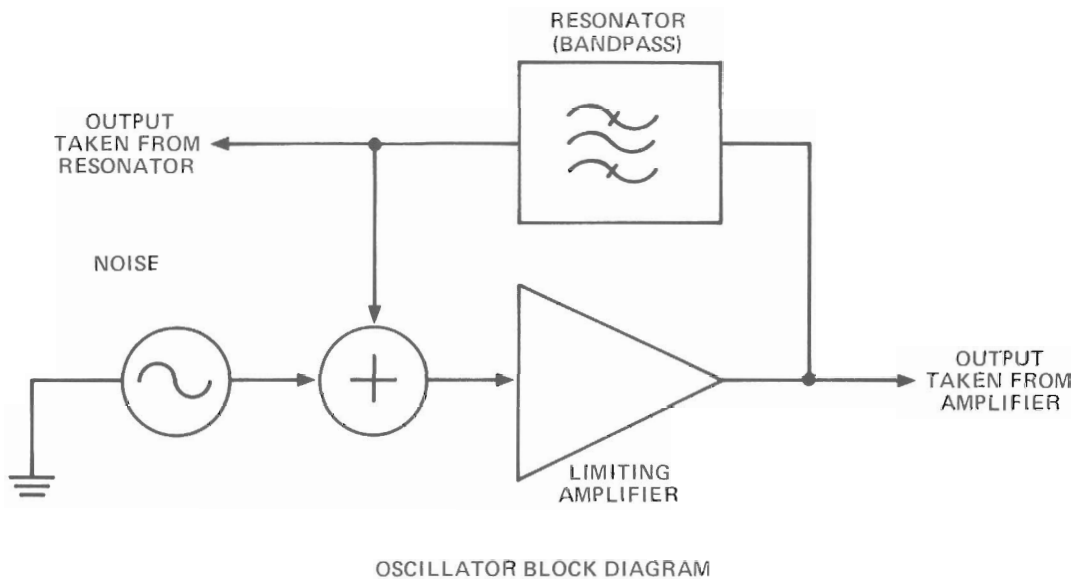 RESONATOR
(BANDPASS)
OUTPUT
TAKEN FROM
RESONATOR
NOISE
OUTPUT
TAKEN FROM
AMPLIFIER
LIMITING
AMPLIFIER
OSCILLATOR BLOCK DIAGRAM